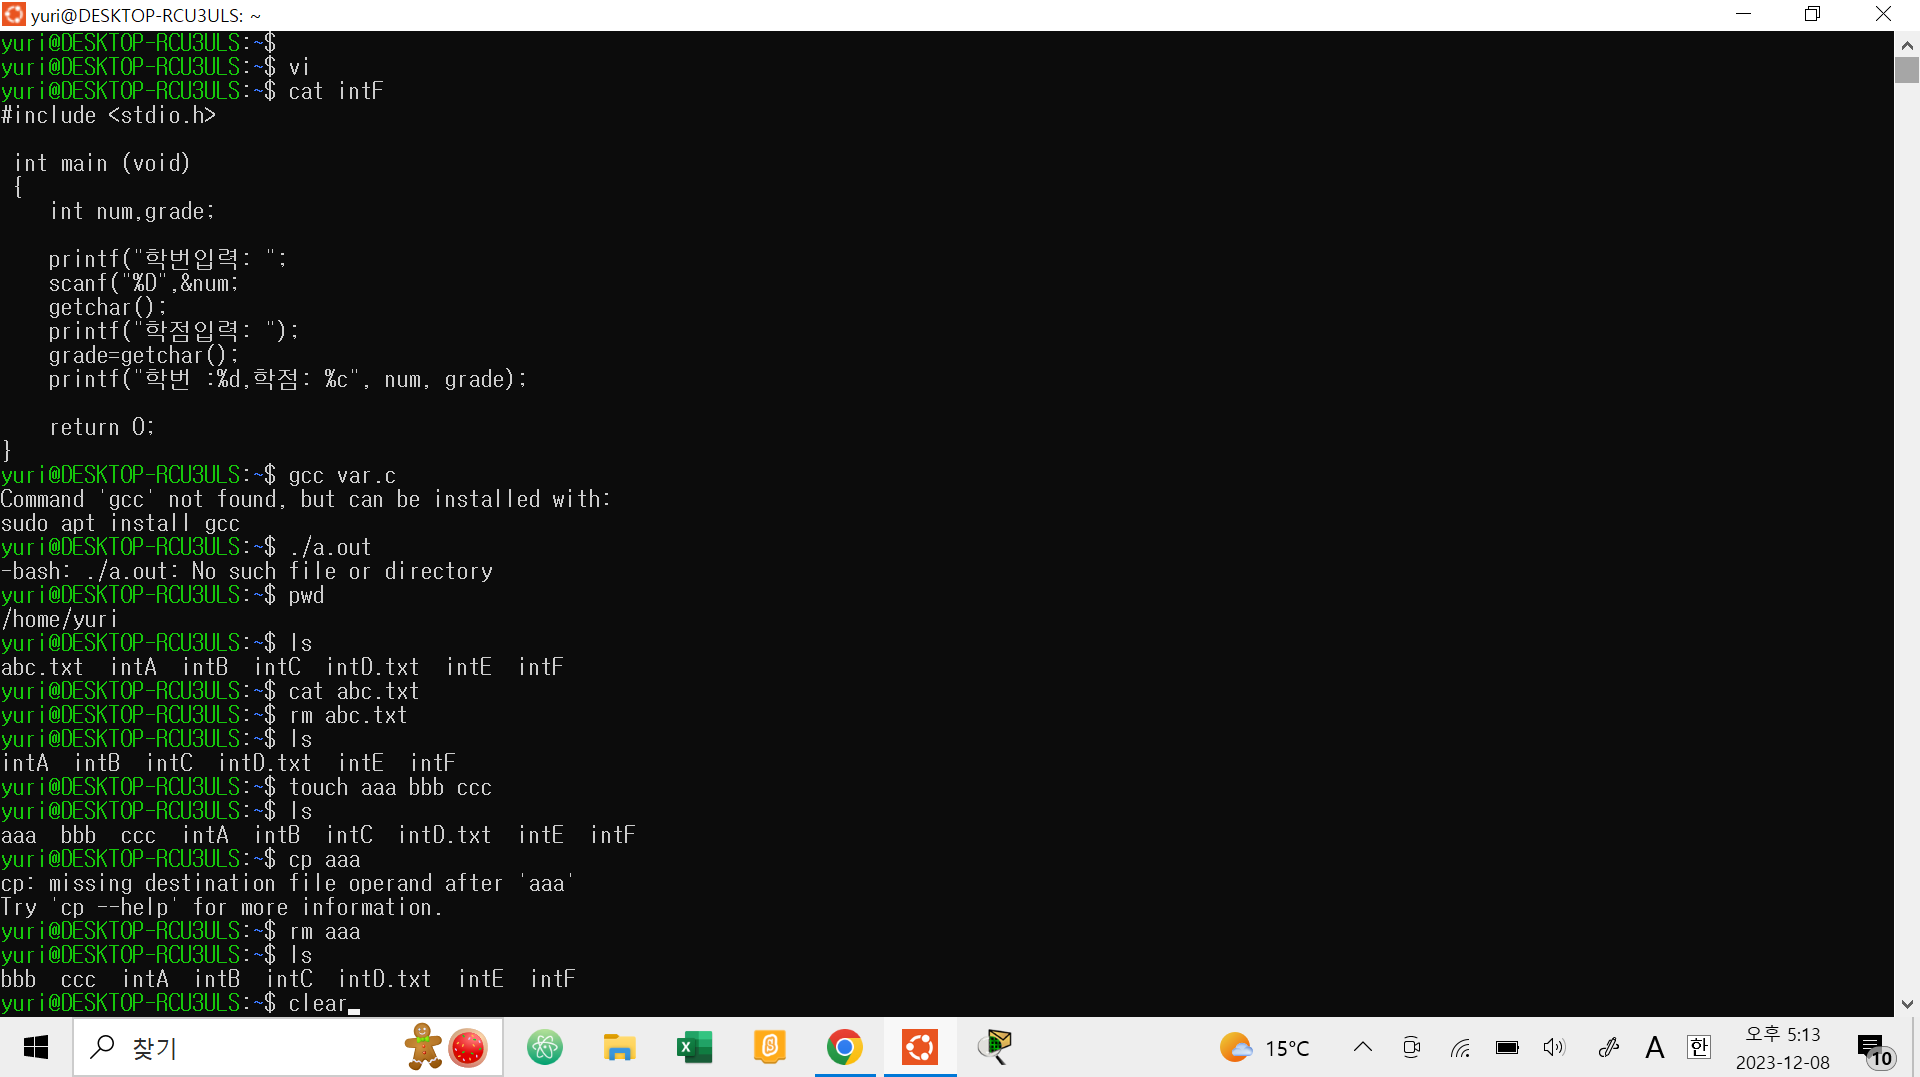 yuri@DESKTOP-RCU3ULS: ~
yuri@DESKTOP-RCU3ULS:~$
yuri@DESKTOP-RCU3ULS:~$ vi
yuri@DESKTOP-RCU3ULS:~$ cat intF
#include <stdio.h>
int main (void)
{
int num,grade;
printf("학번입력: ";
scanf("%D",&num;
getchar();
printf("학점입력: ");
grade=getchar();
printf("학번 :%d,학점: %c", num, grade);
return 0;
}
yuri@DESKTOP-RCU3ULS:~$ gcc var.c
Command 'gcc' not found, but can be installed with:
sudo apt install gcc
yuri@DESKTOP-RCU3ULS:~$ ./a.out
-bash: ./a.out: No such file or directory
yuri@DESKTOP-RCU3ULS:~$ pwd
/home/yuri
yuri@DESKTOP-RCU3ULS:~$ ls
abc.txt  intA  intB  intC  intD.txt  intE  intF
yuri@DESKTOP-RCU3ULS:~$ cat abc.txt
yuri@DESKTOP-RCU3ULS:~$ rm abc.txt
yuri@DESKTOP-RCU3ULS:~$ ls
intA  intB  intC  intD.txt  intE  intF
yuri@DESKTOP-RCU3ULS:~$ touch aaa bbb ccc
yuri@DESKTOP-RCU3ULS:~$ ls
aaa  bbb  ccc  intA  intB  intC  intD.txt  intE  intF
yuri@DESKTOP-RCU3ULS:~$ cp aaa
cp: missing destination file operand after 'aaa'
Try 'cp --help' for more information.
yuri@DESKTOP-RCU3ULS:~$ rm aaa
yuri@DESKTOP-RCU3ULS:~$ ls
bbb  ccc  intA  intB  intC  intD.txt  intE  intF
yuri@DESKTOP-RCU3ULS:~$ clear
찾기
15°C
A
한
오후 5:13
2023-12-08
10